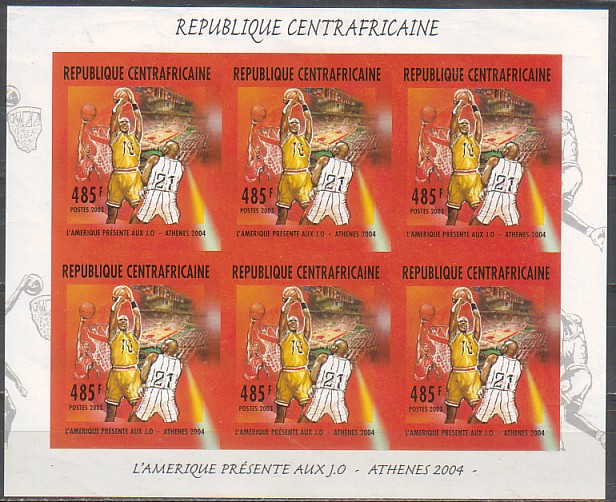 REPUBLIQUE CENTRAFRICAINE
REPUBLIQUE CENTRAFRICAINE
485F
POSTES 2003
L'AMERIQUE PRÉSENTE AUX J.O - ATHENES 2004
REPUBLIQUE CENTRAFRICAINE
485F
POSTES 2003
L'AMERIQUE PRÉSENTE AUX J.O - ATHENES 2004
REPUBLIQUE CENTRAFRICAINE
485F
POSTES 2003
L'AMERIQUE PRÉSENTE AUX J.O - ATHENES 2004
REPUBLIQUE CENTRAFRICAINE
485F
POSTES 2003
L'AMERIQUE PRÉSENTE AUX J.O - ATHENES 2004
REPUBLIQUE CENTRAFRICAINE
485F
POSTES 2003
L'AMERIQUE PRÉSENTE AUX J.O - ATHENES 2004
REPUBLIQUE CENTRAFRICAINE
485F
POSTES 2003
L'AMERIQUE PRÉSENTE AUX J.O - ATHENES 2004
L'AMERIQUE PRÉSENTE AUX J.O - ATHENES 2004 -